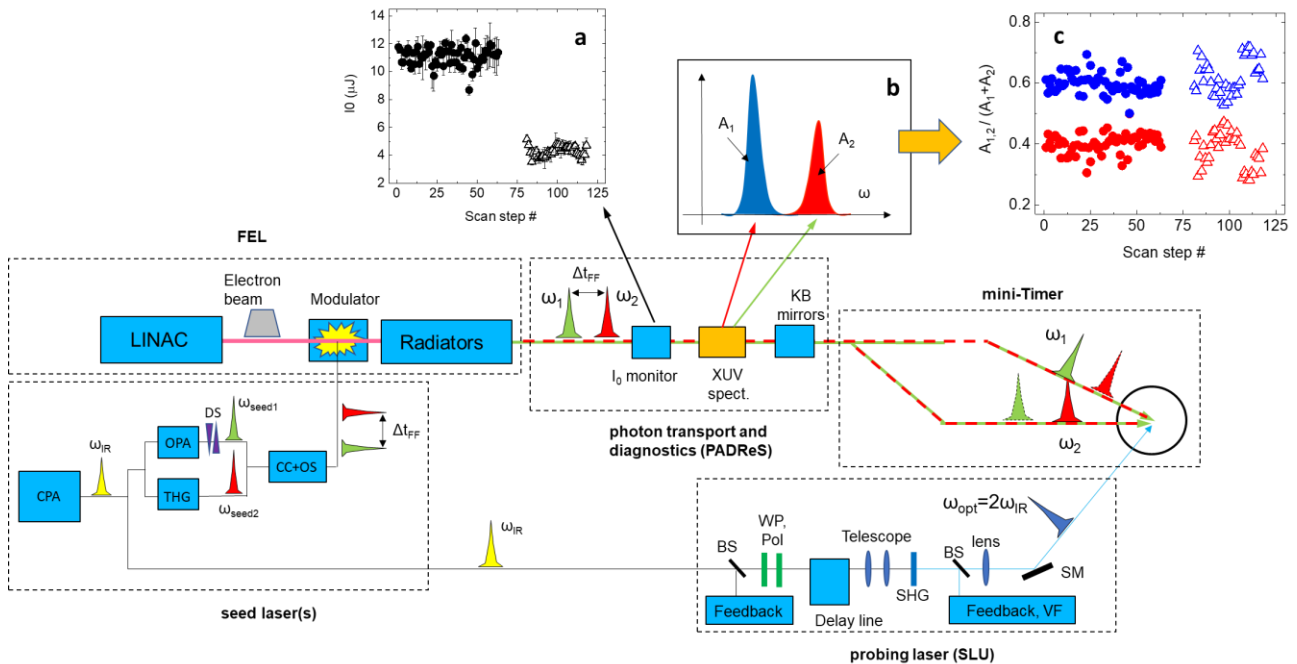 a
I0 (μJ)
14
12
10
8
6
4
2
0 25 50 75 100 125
Scan step #
b
A1
A2
ω
c
A1,2 / (A1+A2)
0.8
0.6
0.4
0.2
0 25 50 75 100 125
Scan step #
FEL
Electron
beam
Modulator
LINAC
Radiators
ω1
ΔtFF
ω2
I0 monitor
XUV
spect.
KB
mirrors
photon transport and
diagnostics (PADReS)
mini-Timer
ω1
ω2
CPA
ωIR
OPA
DS
ωseed1
THG
ωseed2
CC+OS
ΔtFF
seed laser(s)
ωIR
BS
Feedback
WP,
Pol
Delay line
Telescope
SHG
BS
lens
ωopt=2ωIR
SM
Feedback, VF
probing laser (SLU)